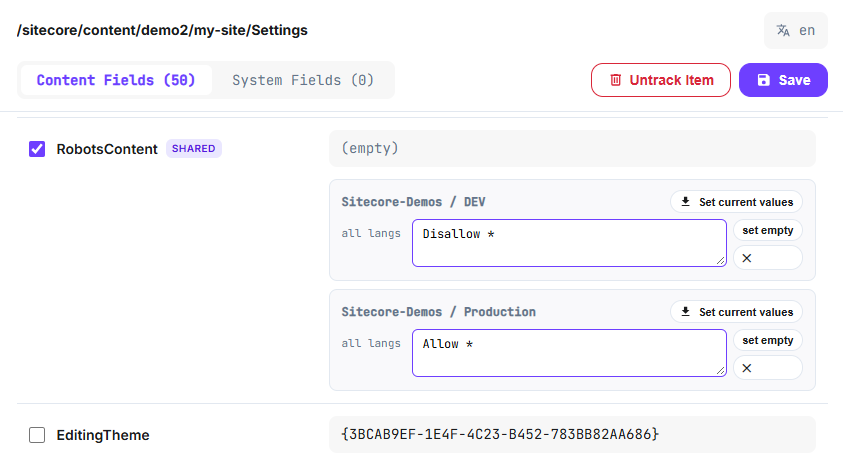 /sitecore/content/demo2/my-site/Settings
en
Content Fields (50)
System Fields (0)
Untrack Item
Save
RobotsContent
SHARED
(empty)
Sitecore-Demos / DEV
Set current values
all langs
Disallow *
set empty
Sitecore-Demos / Production
Set current values
all langs
Allow *
set empty
EditingTheme
{3BCAB9EF-1E4F-4C23-B452-783BB82AA686}